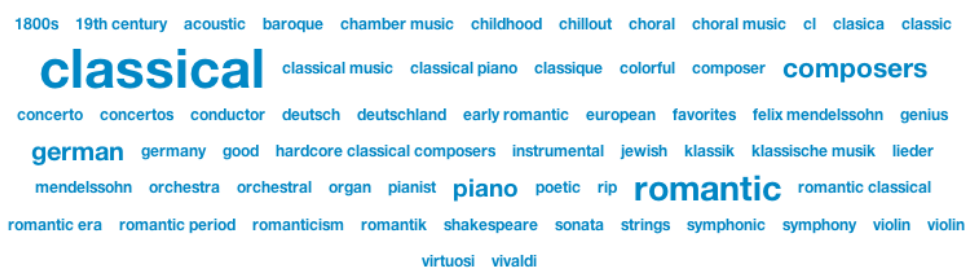 1800s 19th century acoustic baroque chamber music childhood chillout choral choral music cl clasica classic
classical classical music classical piano classique colorful composer composers
concerto concertos conductor deutsch deutschland early romantic european favorites felix mendelssohn genius
german germany good hardcore classical composers instrumental jewish klassik klassische musik lieder
mendelssohn orchestra orchestral organ pianist piano poetic rip romantic romantic classical
romantic era romantic period romanticism romantik shakespeare sonata strings symphonic symphony violin violin
virtuosi vivaldi